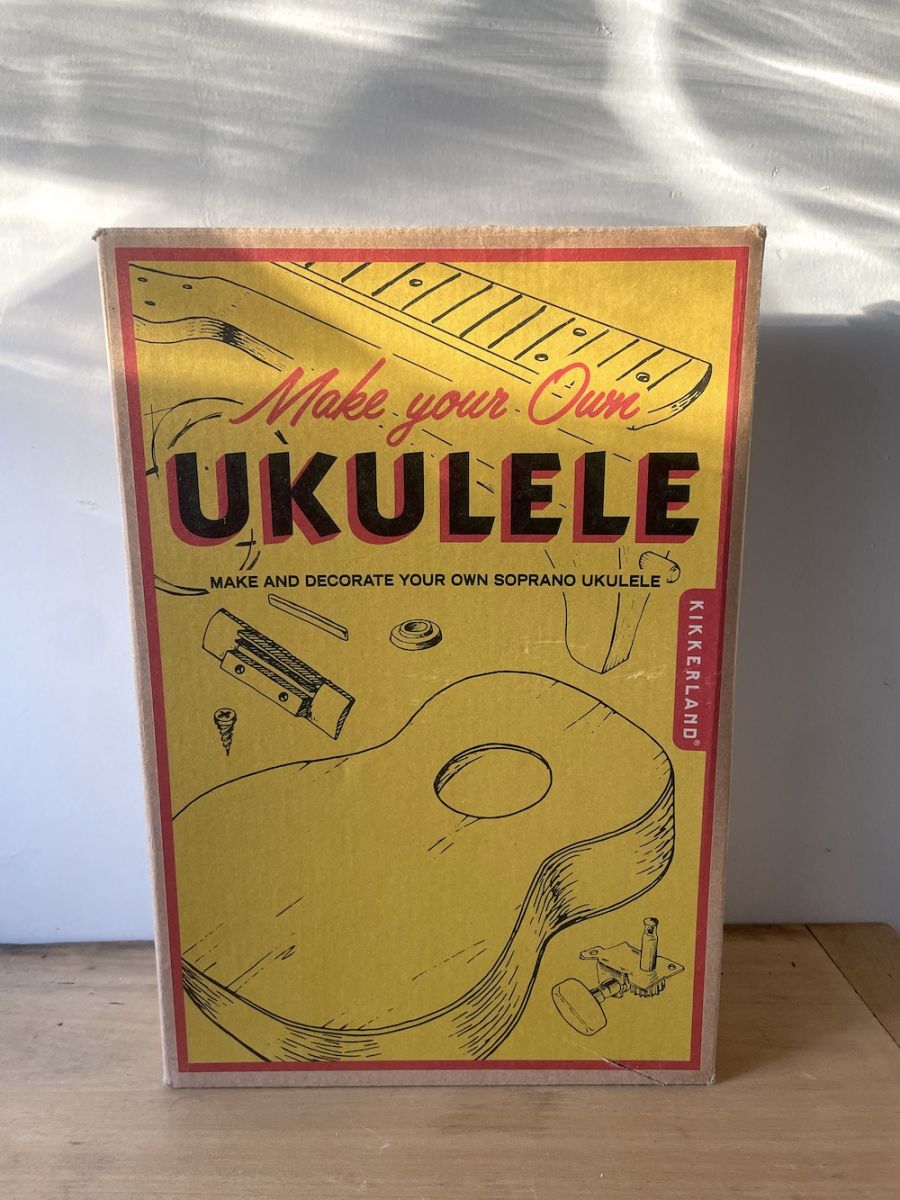 Make your Own
UKULELE
MAKE AND DECORATE YOUR OWN SOPRANO UKULELE
KIKKERLAND®